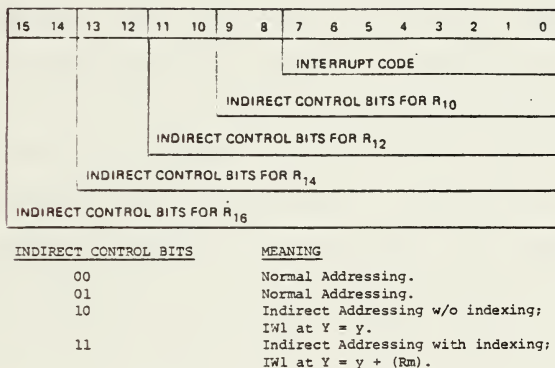 15 14 13 12 11 10 9 8 7 6 5 4 3 2 1 0
INTERRUPT CODE
INDIRECT CONTROL BITS FOR R10
INDIRECT CONTROL BITS FOR R12
INDIRECT CONTROL BITS FOR R14
INDIRECT CONTROL BITS FOR R16
INDIRECT CONTROL BITS MEANING
00 Normal Addressing.
01 Normal Addressing.
10 Indirect Addressing w/o indexing;
IW1 at Y = y.
11 Indirect Addressing with indexing;
IW1 at Y = y + (Rm).